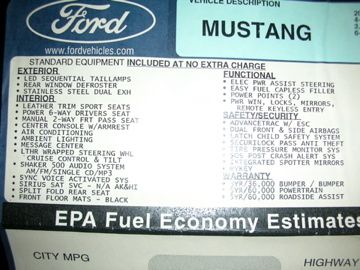 Ford
www.fordvehicles.com
VEHICLE DESCRIPTION
MUSTANG
STANDARD EQUIPMENT INCLUDED AT NO EXTRA CHARGE
EXTERIOR
• LED SEQUENTIAL TAILLAMPS
• REAR WINDOW DEFROSTER
• STAINLESS STEEL DUAL EXH
INTERIOR
• LEATHER TRIM SPORT SEATS
• POWER 6-WAY DRIVERS SEAT
• MANUAL 2-WAY FRT PASS SEAT
• CENTER CONSOLE W/ARMREST
• AIR CONDITIONING
• AMBIENT LIGHTING
• MESSAGE CENTER
• LTHR WRAPPED STEERING WHL
CRUISE CONTROL & TILT
• SHAKER 500 AUDIO SYSTEM
AM/FM/SINGLE CD/MP3
• SYNC VOICE ACTIVATED SYS
• SIRIUS SAT SVC - N/A AK&HI
• SPLIT FOLD REAR SEAT
• FRONT FLOOR MATS - BLACK
FUNCTIONAL
• ELEC PWR ASSIST STEERING
• EASY FUEL CAPLESS FILLER
• POWER POINTS (2)
• PWR WIN, LOCKS, MIRRORS,
REMOTE KEYLESS ENTRY
SAFETY/SECURITY
• ADVANCETRAC W/ ESC
• DUAL FRONT & SIDE AIRBAGS
• LATCH CHILD SAFETY SYSTEM
• SECURILOCK PASS ANTI THEFT
• TIRE PRESSURE MONITOR SYS
• SOS POST CRASH ALERT SYS
• INTEGRATED SPOTTER MIRRORS
• MYKEY
WARRANTY
• 3YR/36,000 BUMPER / BUMPER
• 5YR/60,000 POWERTRAIN
• 5YR/60,000 ROADSIDE ASSIST
EPA Fuel Economy Estimates
CITY MPG
HIGHWAY